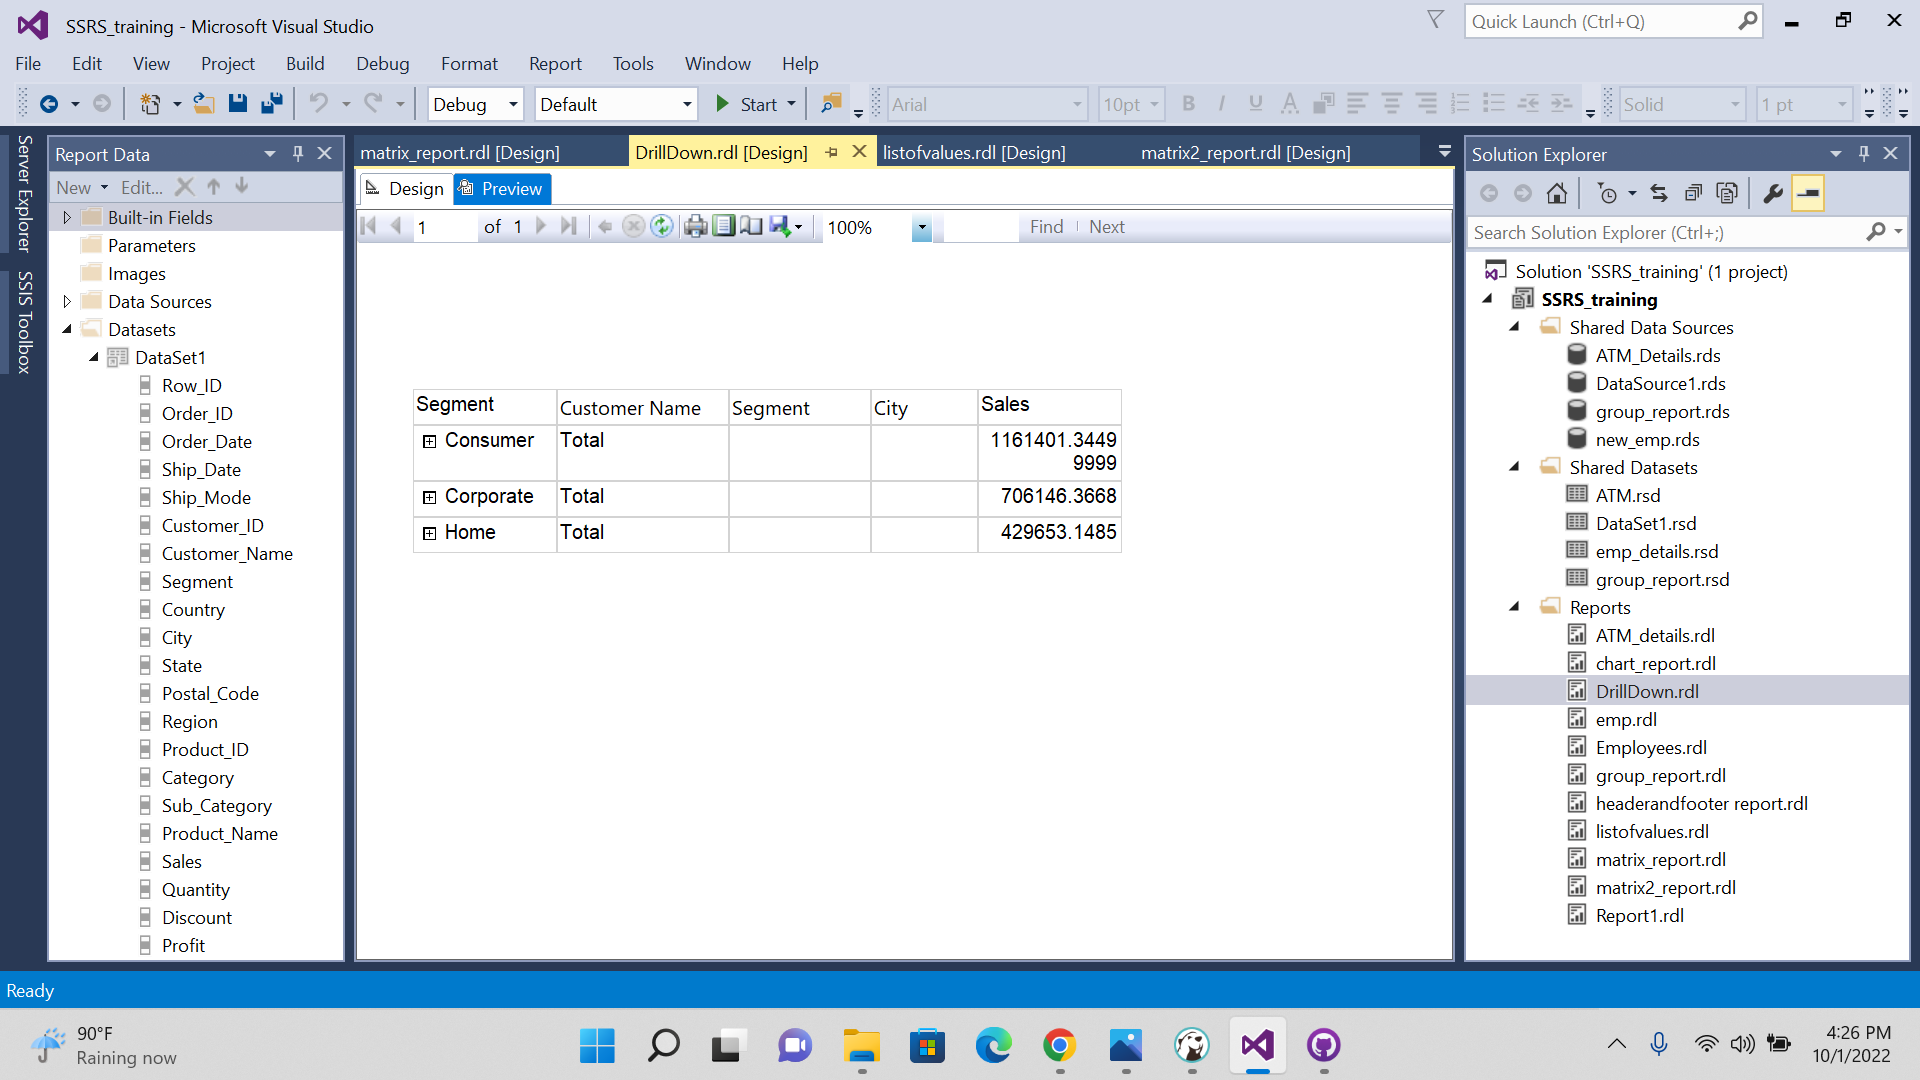 SSRS_training - Microsoft Visual Studio
Quick Launch (Ctrl+Q)
File Edit View Project Build Debug Format Report Tools Window Help
Debug Default Start Arial 10pt B I U A Solid 1 pt
Server Explorer
SSIS Toolbox
Report Data
New Edit...
Built-in Fields
Parameters
Images
Data Sources
Datasets
DataSet1
Row_ID
Order_ID
Order_Date
Ship_Date
Ship_Mode
Customer_ID
Customer_Name
Segment
Country
City
State
Postal_Code
Region
Product_ID
Category
Sub_Category
Product_Name
Sales
Quantity
Discount
Profit
matrix_report.rdl [Design] DrillDown.rdl [Design] listofvalues.rdl [Design] matrix2_report.rdl [Design]
Design Preview
1 of 1 100% Find Next
Segment Customer Name Segment City Sales
Consumer Total 1161401.3449
9999
Corporate Total 706146.3668
Home Total 429653.1485
Solution Explorer
Search Solution Explorer (Ctrl+;)
Solution 'SSRS_training' (1 project)
SSRS_training
Shared Data Sources
ATM_Details.rds
DataSource1.rds
group_report.rds
new_emp.rds
Shared Datasets
ATM.rsd
DataSet1.rsd
emp_details.rsd
group_report.rsd
Reports
ATM_details.rdl
chart_report.rdl
DrillDown.rdl
emp.rdl
Employees.rdl
group_report.rdl
headerandfooter report.rdl
listofvalues.rdl
matrix_report.rdl
matrix2_report.rdl
Report1.rdl
Ready
90°F
Raining now
4:26 PM
10/1/2022